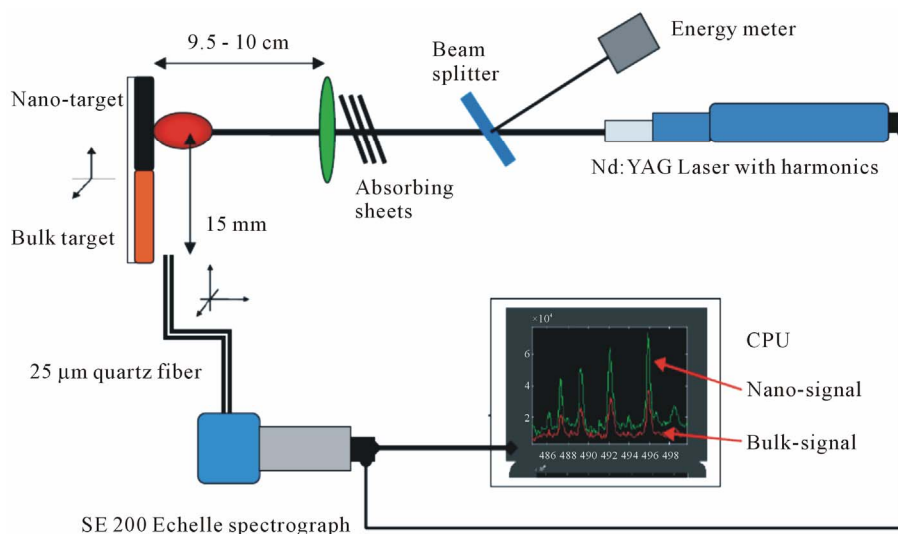 Energy meter
9.5 - 10 cm
Beam
splitter
Nano-target
Nd: YAG Laser with harmonics
Absorbing
sheets
15 mm
Bulk target
×10⁴
8
6
4
2
486 488 490 492 494 496 498
CPU
Nano-signal
Bulk-signal
25 μm quartz fiber
SE 200 Echelle spectrograph